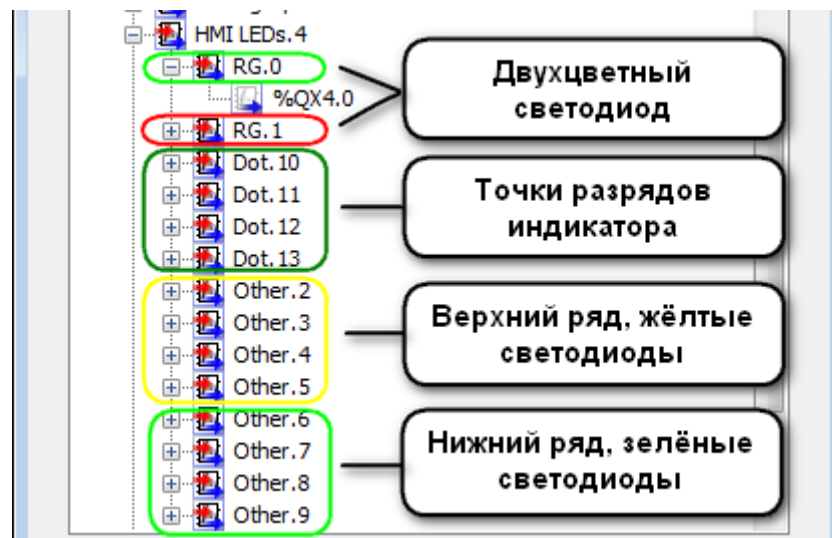 HMI LEDs.4
RG.0
%QX4.0
RG.1
Dot.10
Dot.11
Dot.12
Dot.13
Other.2
Other.3
Other.4
Other.5
Other.6
Other.7
Other.8
Other.9
Двухцветный
светодиод
Точки разрядов
индикатора
Верхний ряд, жёлтые
светодиоды
Нижний ряд, зелёные
светодиоды